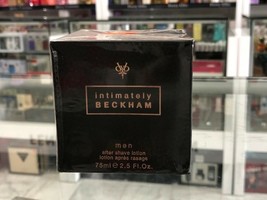 intimately
BECKHAM
men
after shave lotion
lotion après rasage
75ml e 2.5 Fl.Oz.